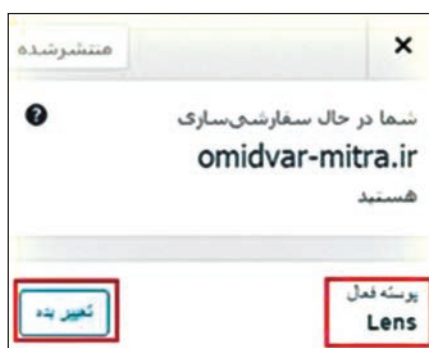 منتشرشده
شما در حال سفارشی‌سازی
omidvar-mitra.ir
هستید
پوسته فعال
Lens
تغییر بده